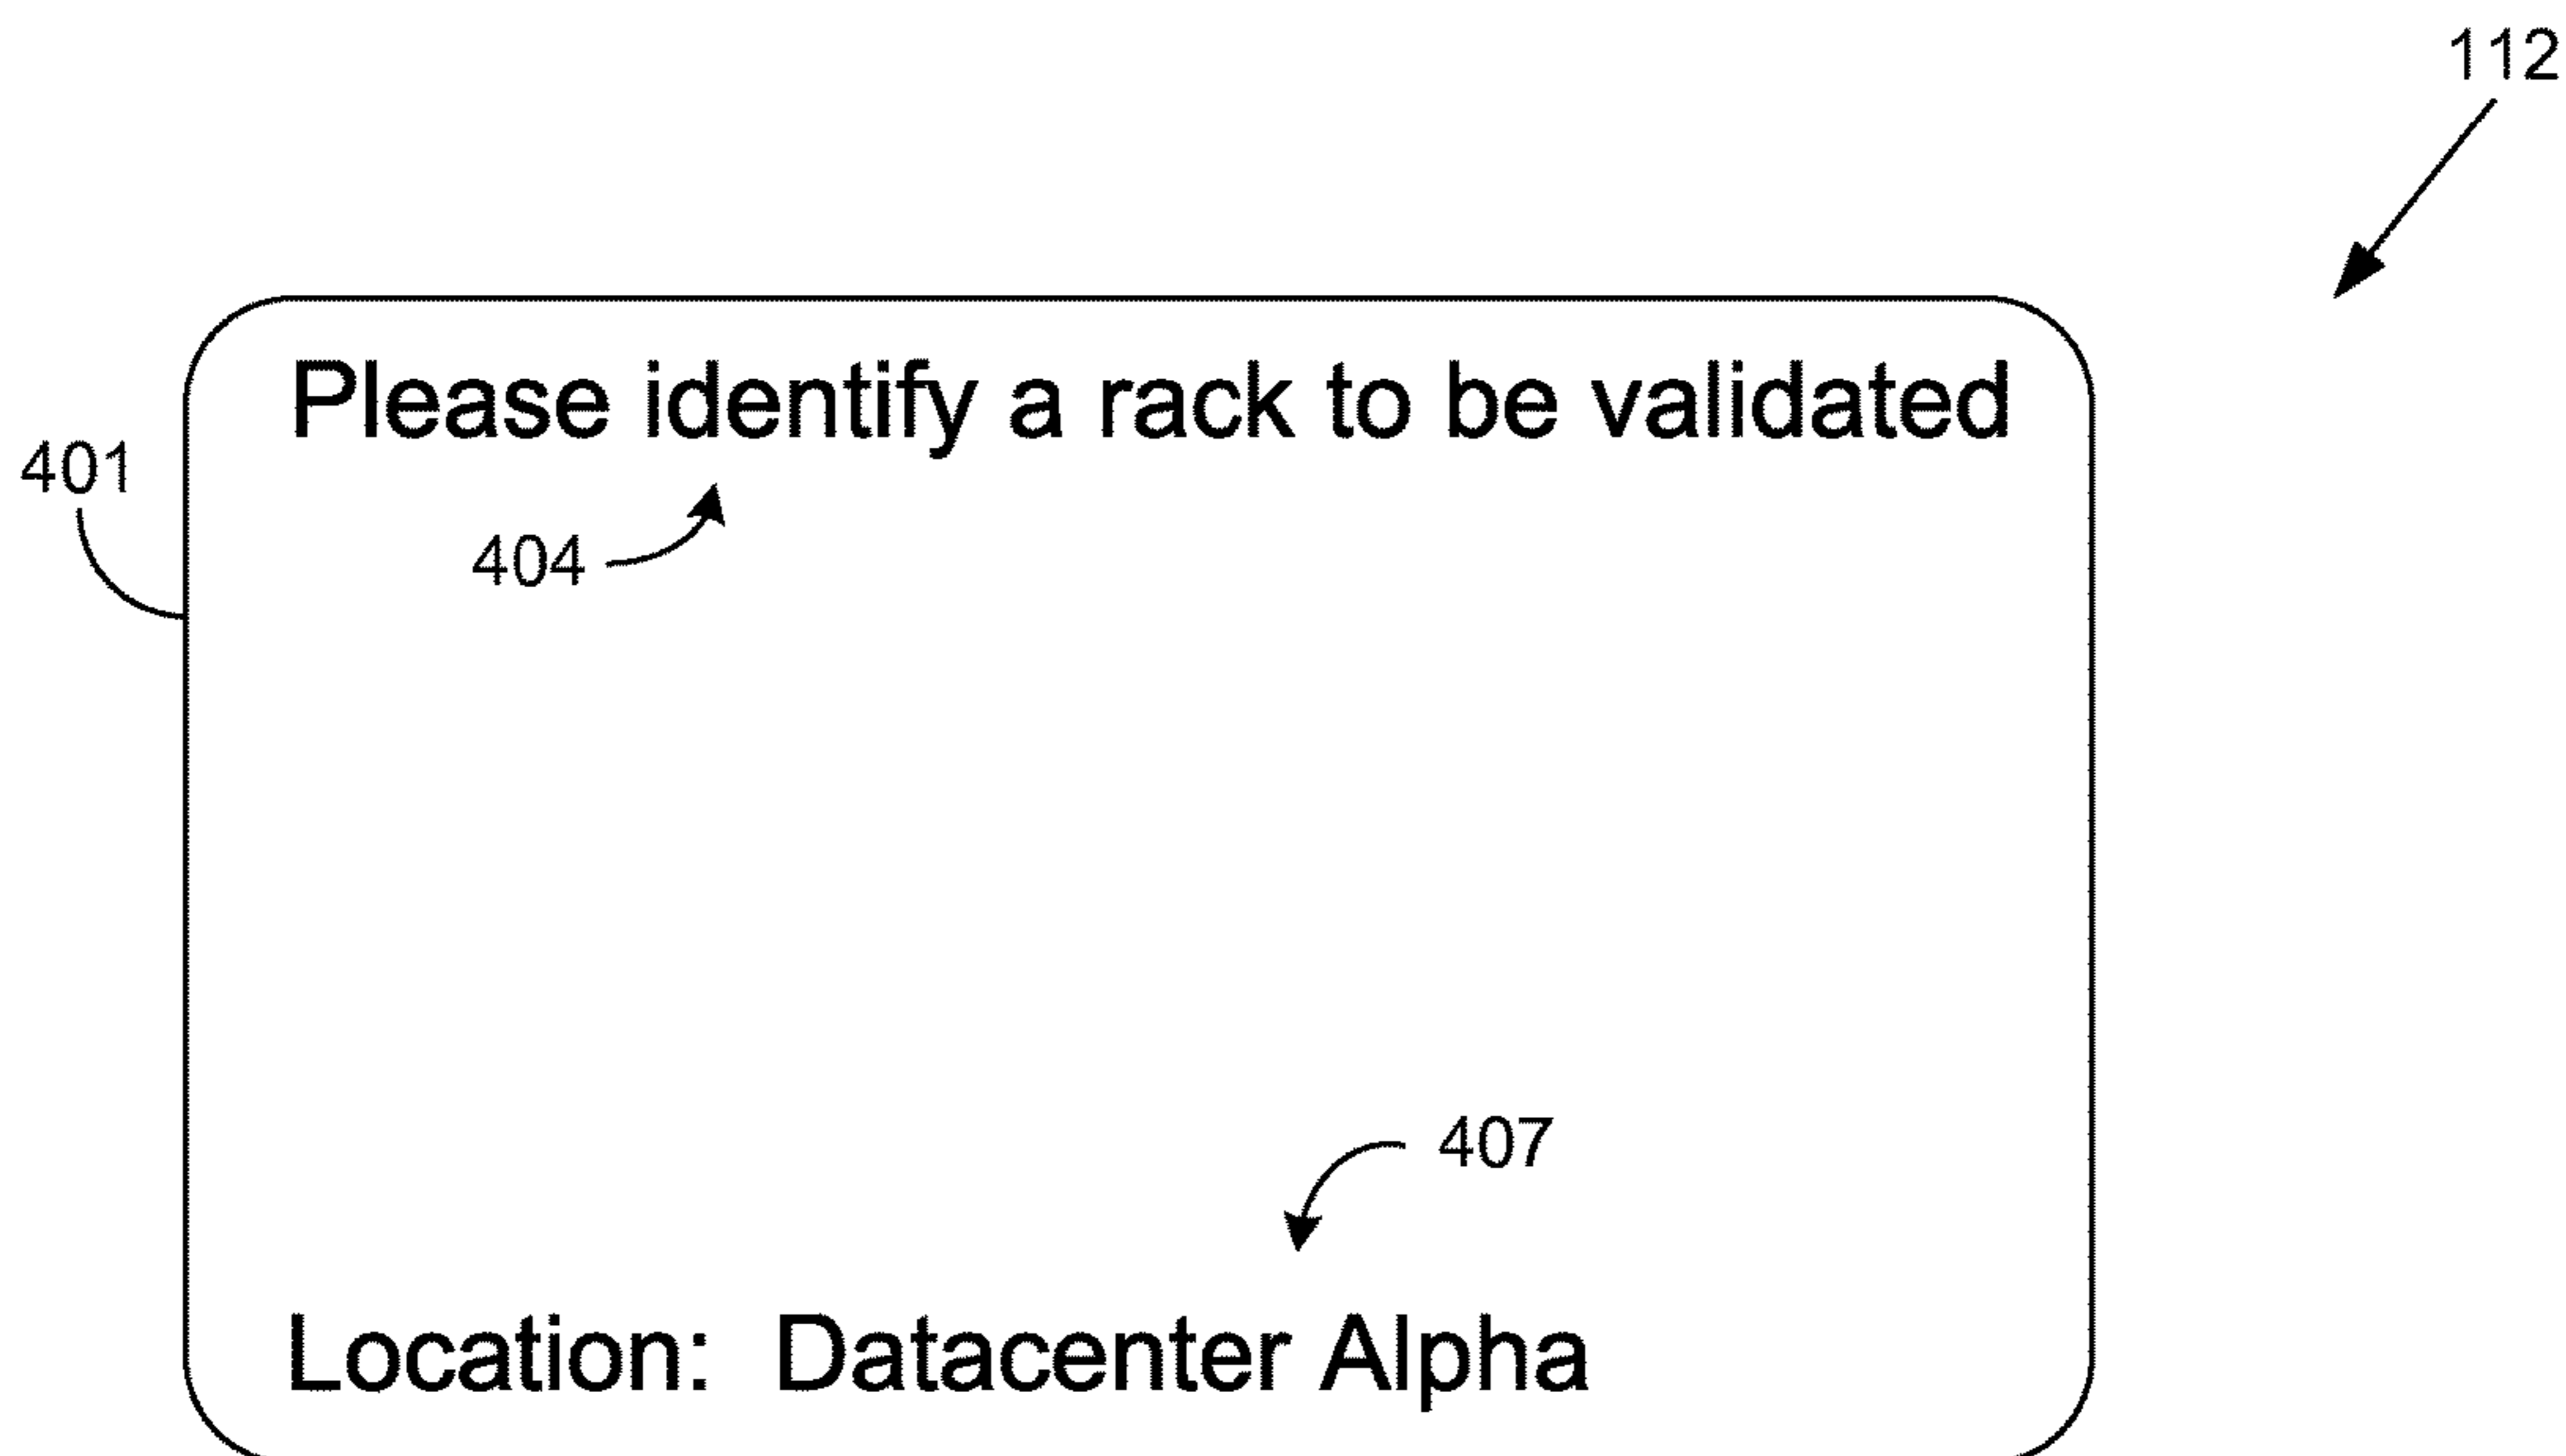 112
Please identify a rack to be validated
401
404
407
Location: Datacenter Alpha